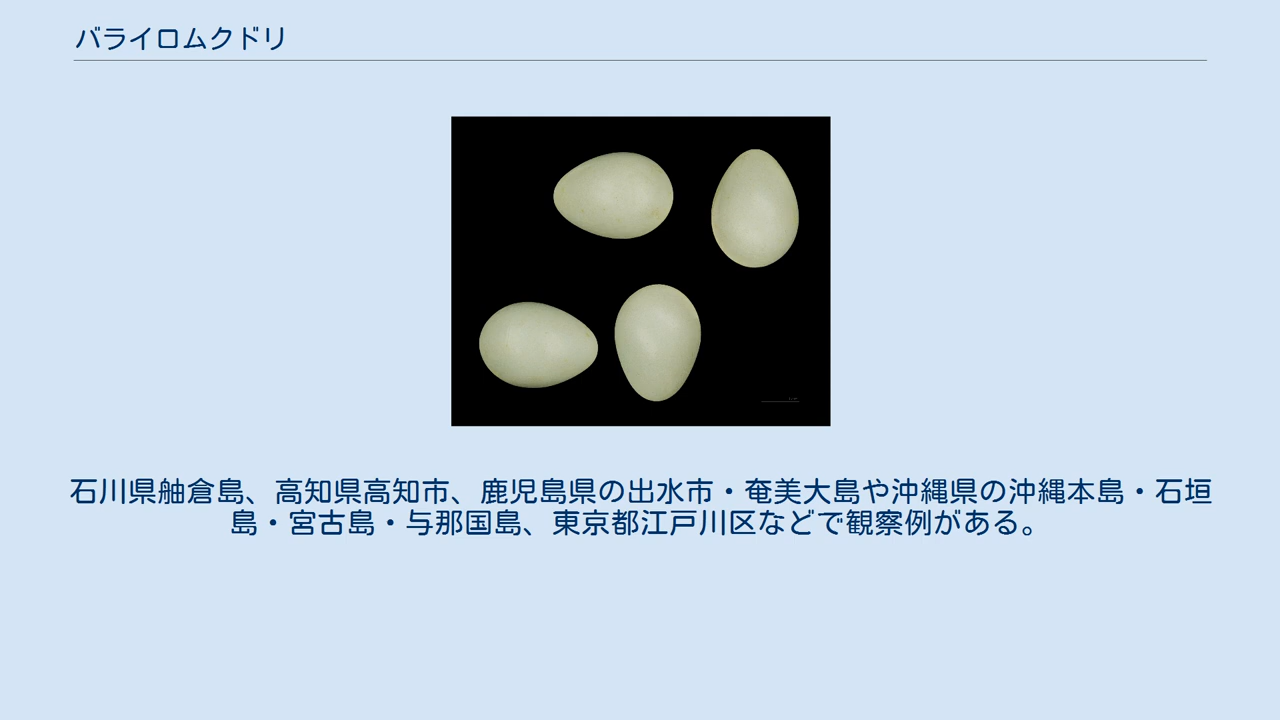 バライロムクドリ
石川県舳倉島、高知県高知市、鹿児島県の出水市・奄美大島や沖縄県の沖縄本島・石垣
島・宮古島・与那国島、東京都江戸川区などで観察例がある。